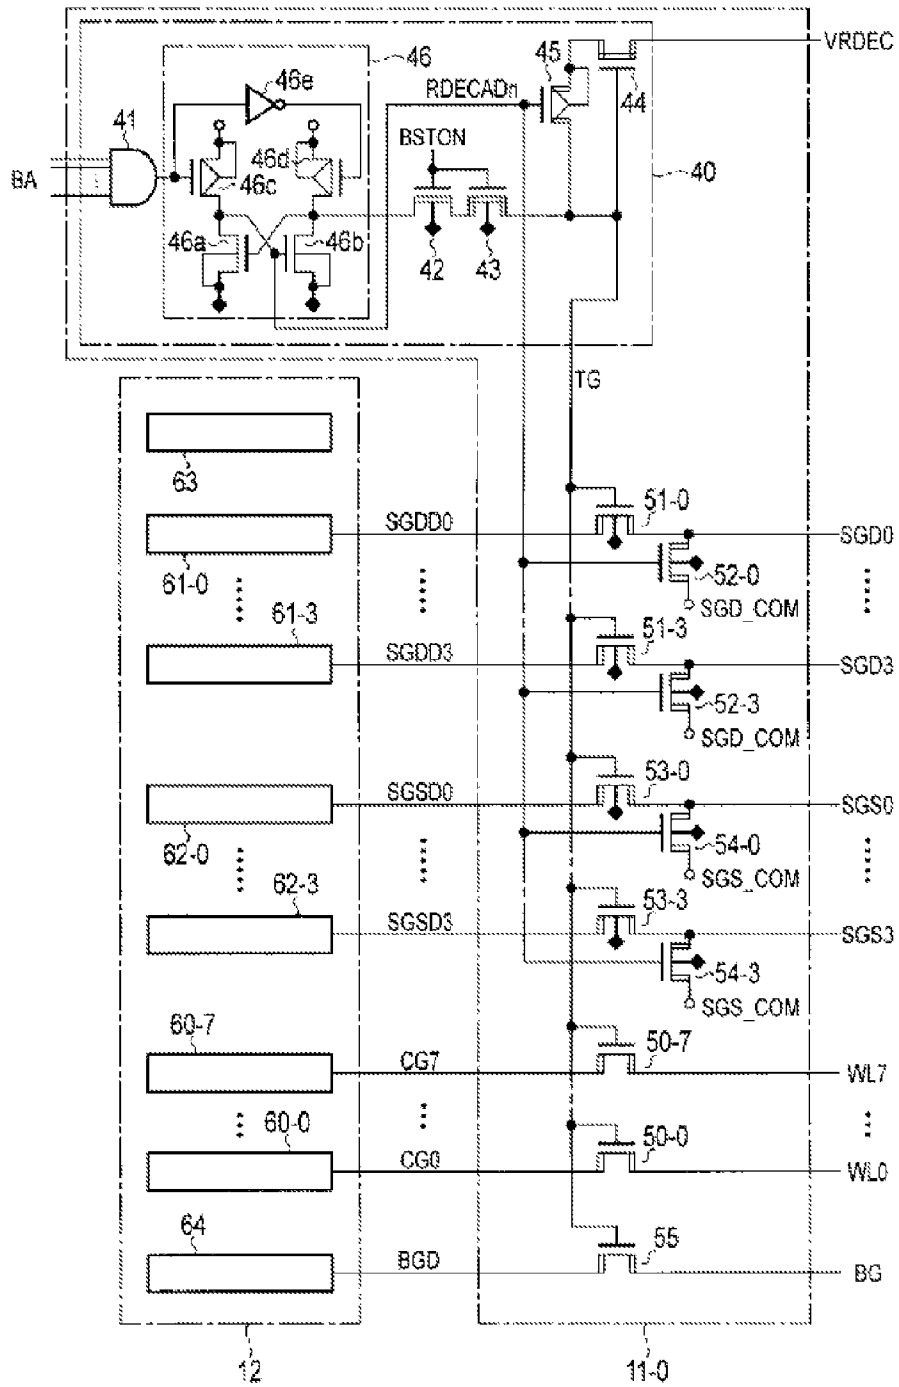 VRDEC
46
46e
45
RDECADn
44
41
BSTON
40
BA
46d
46c
46a
46b
42
43
TG
63
SGDD0
51-0
SGD0
61-0
52-0
SGD_COM
61-3
51-3
SGDD3
SGD3
52-3
SGD_COM
53-0
SGSD0
SGS0
62-0
54-0
62-3
SGS_COM
53-3
SGSD3
SGS3
54-3
SGS_COM
60-7
50-7
CG7
WL7
60-0
50-0
CG0
WL0
64
55
BGD
BG
12
11-0